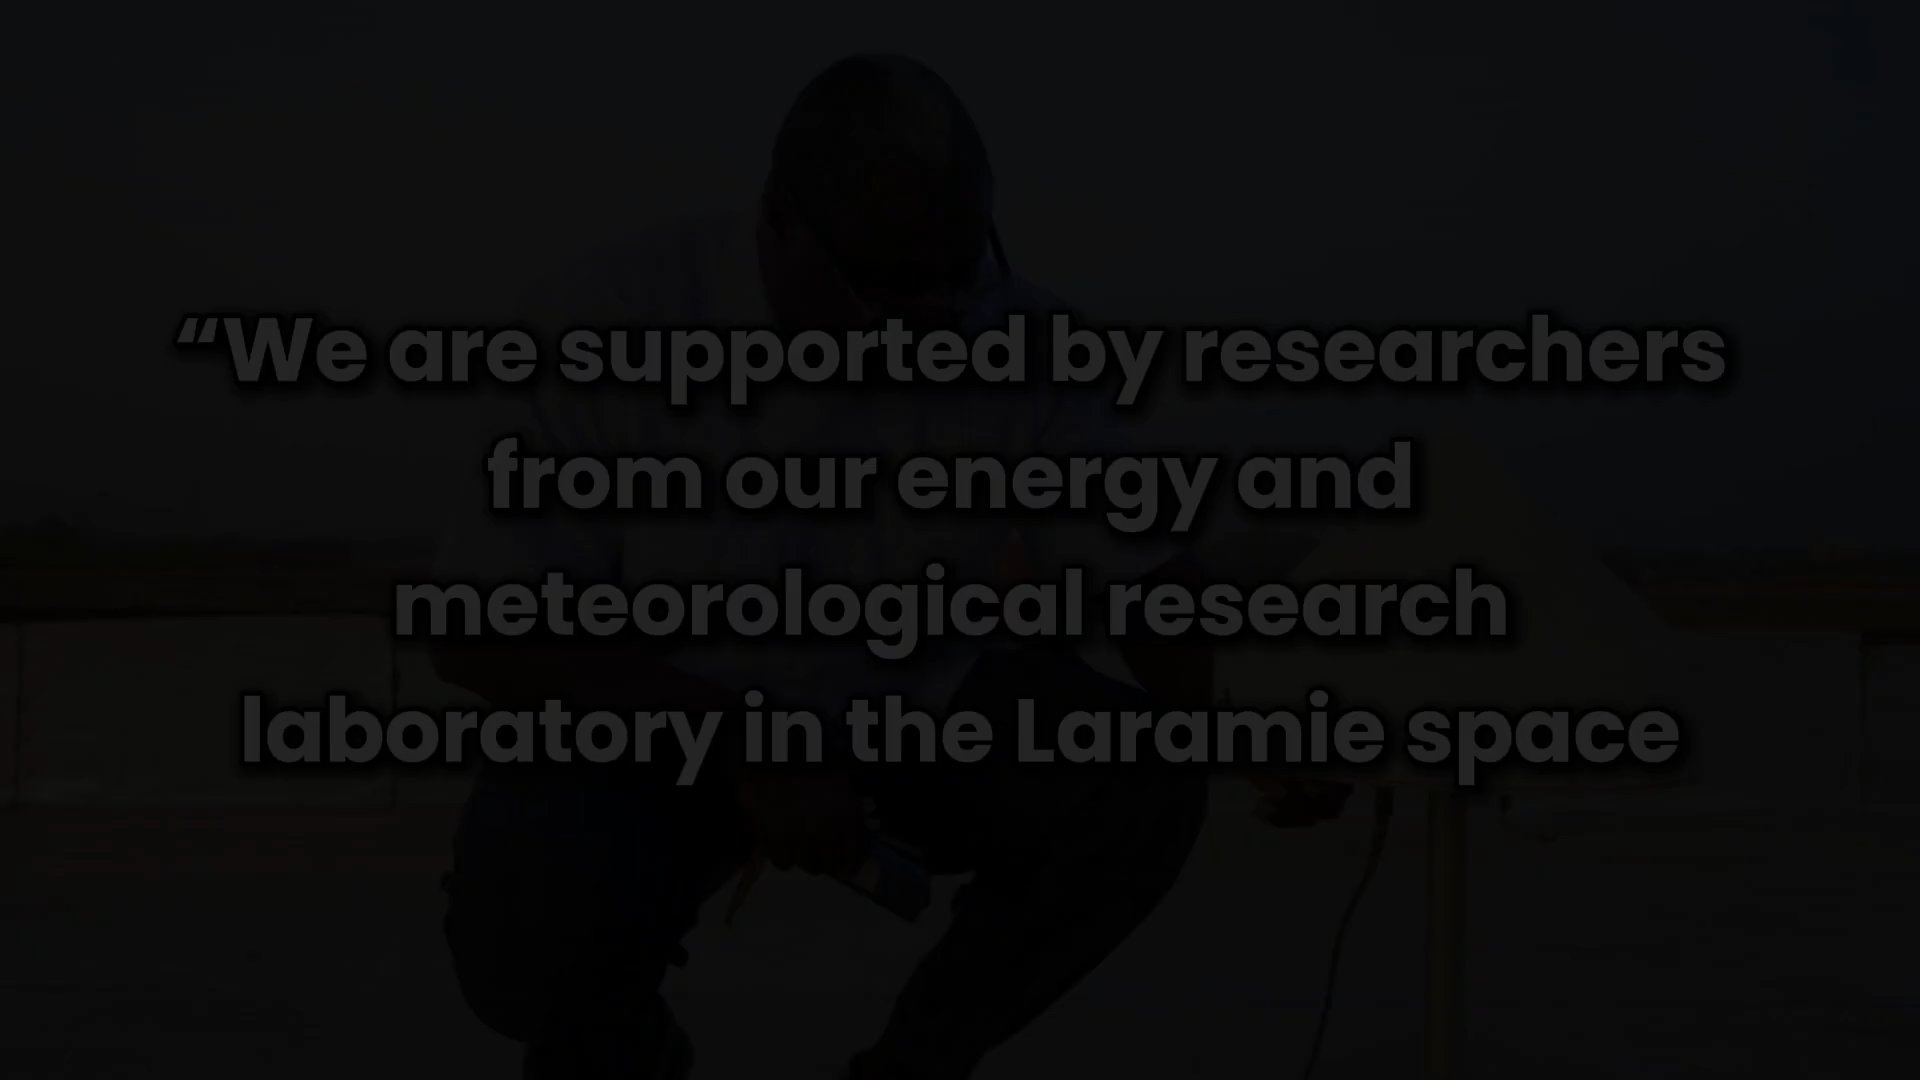 “We are supported by researchers
from our energy and
meteorological research
laboratory in the Laramie space